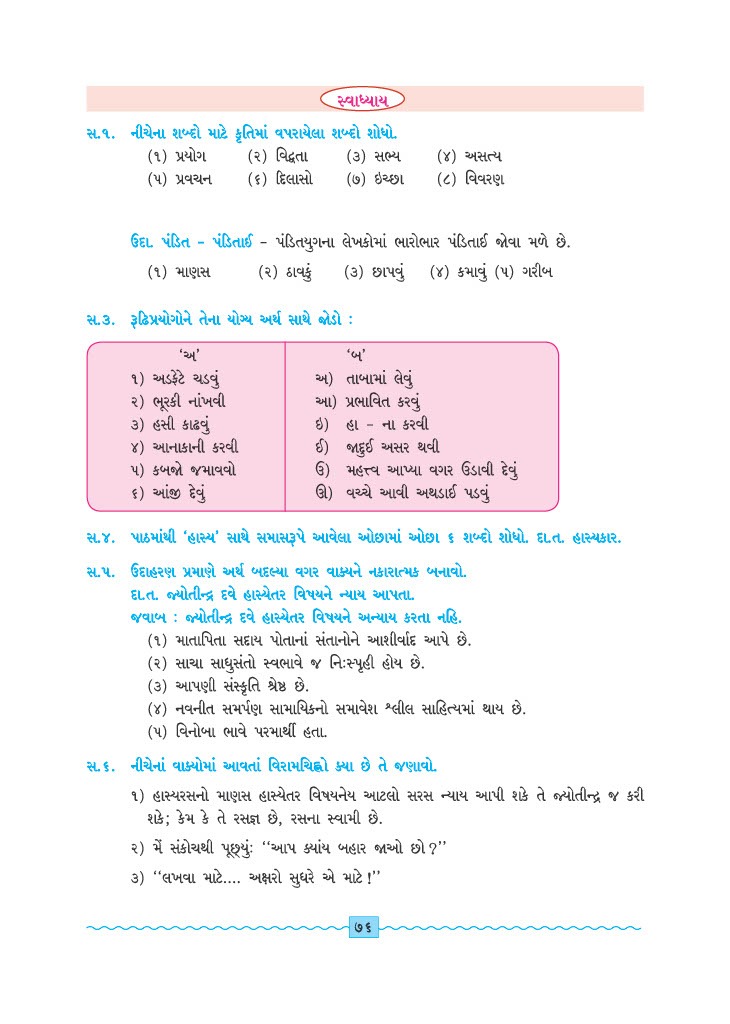 સ્વાધ્યાય
સ.૧. નીચેના શબ્દો માટે કૃતિમાં વપરાયેલા શબ્દો શોધો.
(૧) પ્રયોગ (૨) વિદ્વતા (૩) સભ્ય (૪) અસત્ય
(૫) પ્રવચન (૬) દિલાસો (૭) ઇચ્છા (૮) વિવરણ
ઉદા. પંડિત – પંડિતાઈ – પંડિતયુગના લેખકોમાં ભારોભાર પંડિતાઈ જોવા મળે છે.
(૧) માણસ (૨) ઠાવકું (૩) છાપવું (૪) કમાવું (૫) ગરીબ
સ.૩. રૂઢિપ્રયોગોને તેના યોગ્ય અર્થ સાથે જોડો :
‘અ’ ‘બ’
૧) અડફેટે ચડવું અ) તાબામાં લેવું
૨) ભૂરકી નાંખવી આ) પ્રભાવિત કરવું
૩) હસી કાઢવું ઇ) હા – ના કરવી
૪) આનાકાની કરવી ઈ) જાદુઈ અસર થવી
૫) કબજો જમાવવો ઉ) મહત્ત્વ આપ્યા વગર ઉડાવી દેવું
૬) આંજી દેવું ઊ) વચ્ચે આવી અથડાઈ પડવું
સ.૪. પાઠમાંથી ‘હાસ્ય’ સાથે સમાસરૂપે આવેલા ઓછામાં ઓછા ૬ શબ્દો શોધો. દા.ત. હાસ્યકાર.
સ.૫. ઉદાહરણ પ્રમાણે અર્થ બદલ્યા વગર વાક્યને નકારાત્મક બનાવો.
દા.ત. જ્યોતીન્દ્ર દવે હાસ્યેતર વિષયને ન્યાય આપતા.
જવાબ : જ્યોતીન્દ્ર દવે હાસ્યેતર વિષયને અન્યાય કરતા નહિ.
(૧) માતાપિતા સદાય પોતાનાં સંતાનોને આશીર્વાદ આપે છે.
(૨) સાચા સાધુસંતો સ્વભાવે જ નિઃસ્પૃહી હોય છે.
(૩) આપણી સંસ્કૃતિ શ્રેષ્ઠ છે.
(૪) નવનીત સમર્પણ સામાયિકનો સમાવેશ શ્લીલ સાહિત્યમાં થાય છે.
(૫) વિનોબા ભાવે પરમાર્થી હતા.
સ.૬. નીચેનાં વાક્યોમાં આવતાં વિરામચિહ્નો ક્યા છે તે જણાવો.
૧) હાસ્યરસનો માણસ હાસ્યેતર વિષયનેય આટલો સરસ ન્યાય આપી શકે તે જ્યોતીન્દ્ર જ કરી
શકે; કેમ કે તે રસજ્ઞ છે, રસના સ્વામી છે.
૨) મેં સંકોચથી પૂછ્યુંઃ ‘‘આપ ક્યાંય બહાર જાઓ છો ?’’
૩) ‘‘લખવા માટે.... અક્ષરો સુધરે એ માટે !’’
૭૬